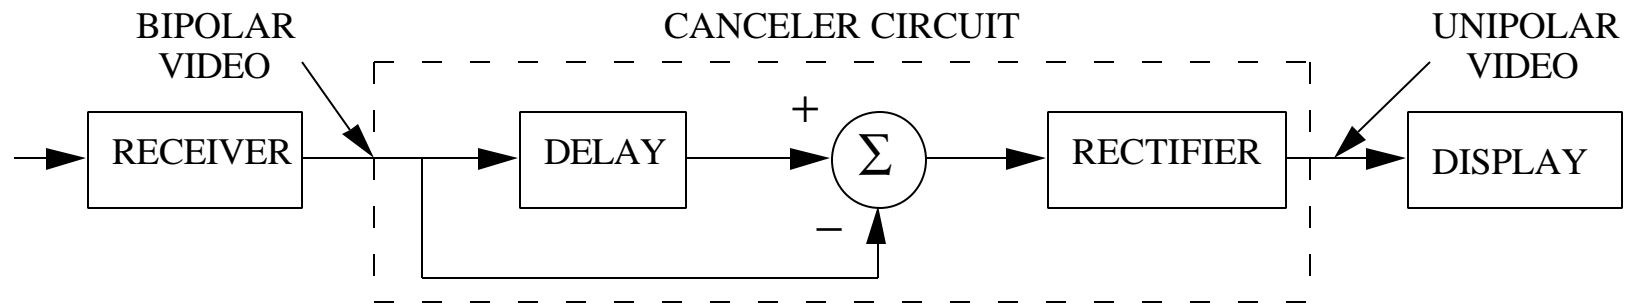 BIPOLAR
VIDEO
CANCELER CIRCUIT
UNIPOLAR
VIDEO
RECEIVER
DELAY
+
Σ
−
RECTIFIER
DISPLAY